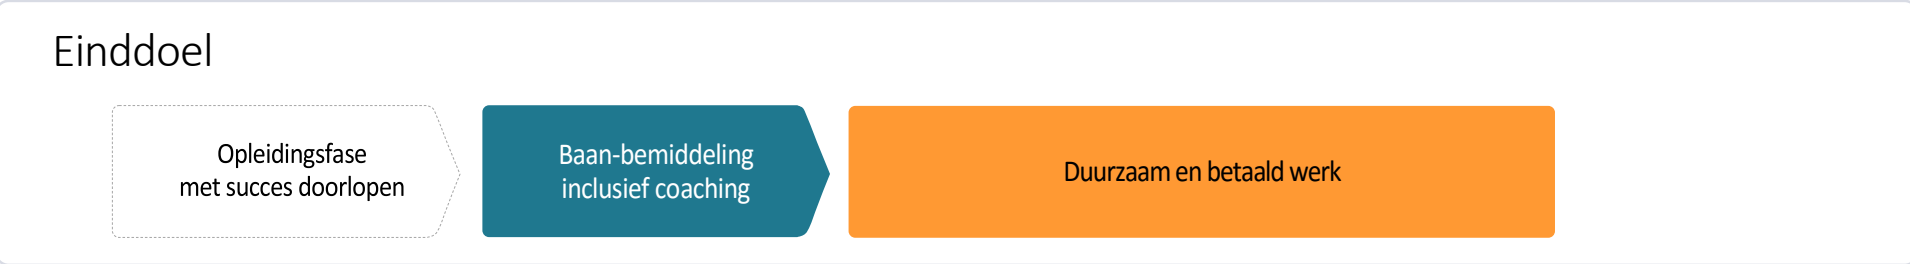 Einddoel
Opleidingsfase
met succes doorlopen
Baan-bemiddeling
inclusief coaching
Duurzaam en betaald werk